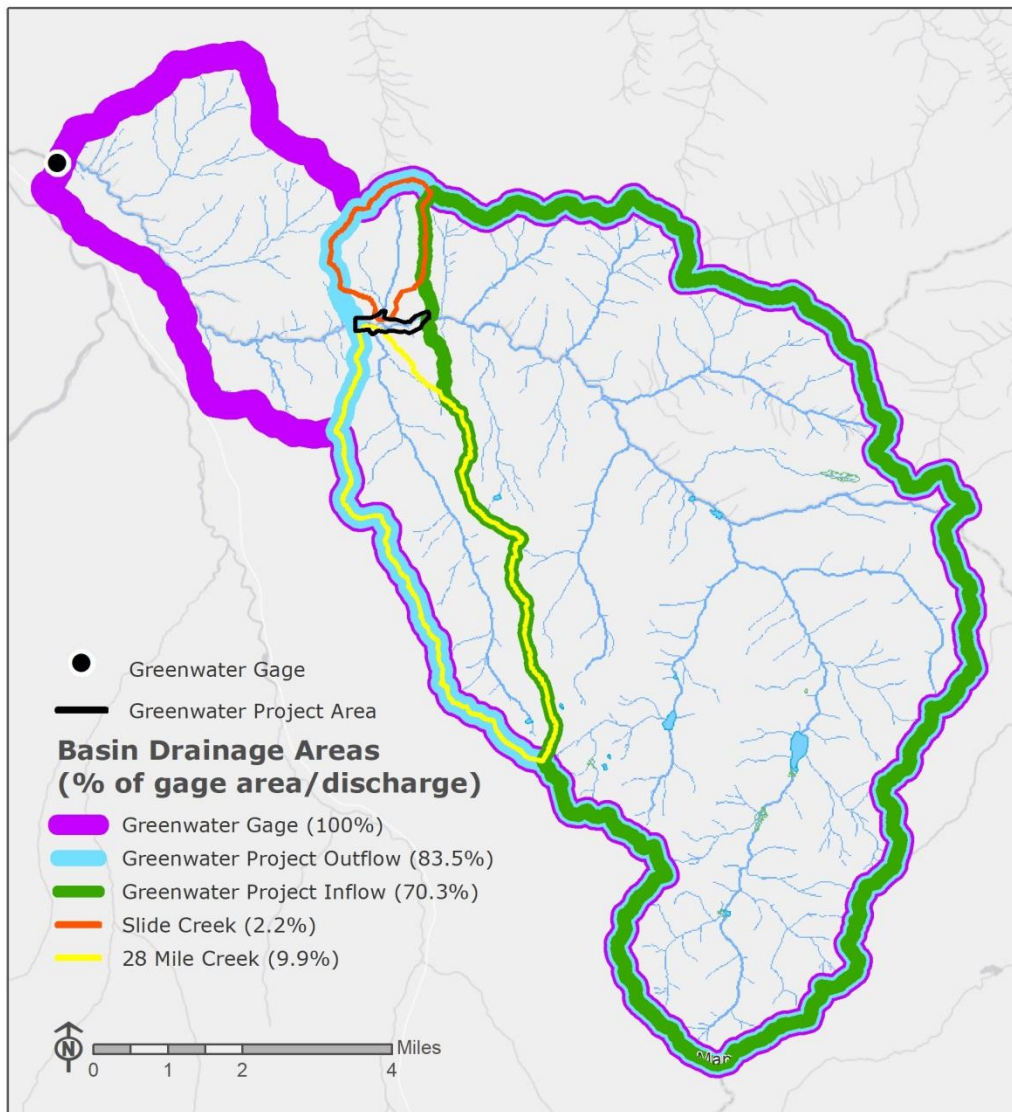 Greenwater Gage
Greenwater Project Area
Basin Drainage Areas
(% of gage area/discharge)
Greenwater Gage (100%)
Greenwater Project Outflow (83.5%)
Greenwater Project Inflow (70.3%)
Slide Creek (2.2%)
28 Mile Creek (9.9%)
N
Miles
0 1 2 4